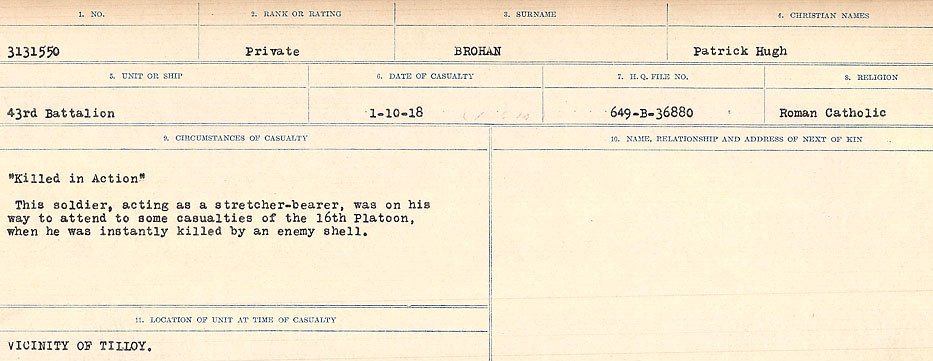 1. NO. 2. RANK OR RATING 3. SURNAME 4. CHRISTIAN NAMES
3131550 Private BROHAN Patrick Hugh
5. UNIT OR SHIP 6. DATE OF CASUALTY 7. H.Q. FILE NO. 8. RELIGION
43rd Battalion 1-10-18 649-B-36880 Roman Catholic
9. CIRCUMSTANCES OF CASUALTY
"Killed in Action"
This soldier, acting as a stretcher-bearer, was on his
way to attend to some casualties of the 16th Platoon,
when he was instantly killed by an enemy shell.
10. NAME, RELATIONSHIP AND ADDRESS OF NEXT OF KIN
11. LOCATION OF UNIT AT TIME OF CASUALTY
VICINITY OF TILLOY.